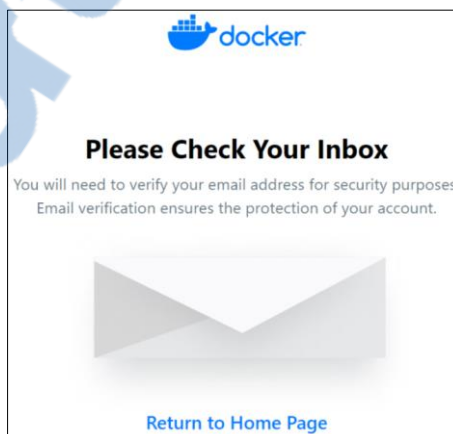 docker
Please Check Your Inbox
You will need to verify your email address for security purposes
Email verification ensures the protection of your account.
Return to Home Page